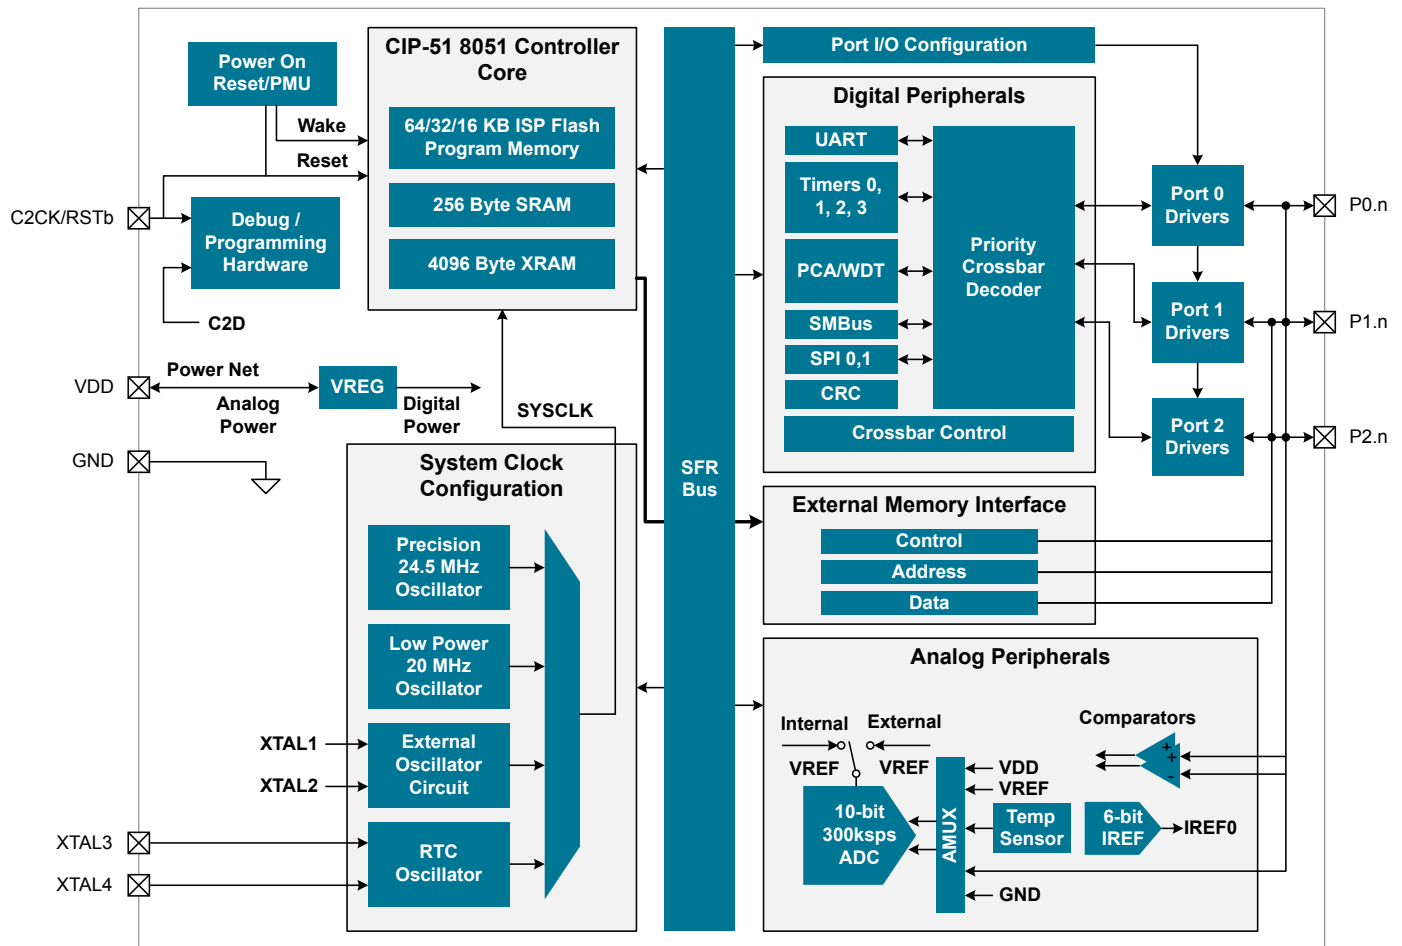 Power On
Reset/PMU
Wake
Reset
C2CK/RSTb
Debug /
Programming
Hardware
C2D
VDD
Power Net
VREG
Analog
Power
Digital
Power
GND
CIP-51 8051 Controller
Core
64/32/16 KB ISP Flash
Program Memory
256 Byte SRAM
4096 Byte XRAM
SYSCLK
System Clock
Configuration
Precision
24.5 MHz
Oscillator
Low Power
20 MHz
Oscillator
XTAL1
XTAL2
External
Oscillator
Circuit
XTAL3
XTAL4
RTC
Oscillator
SFR
Bus
Port I/O Configuration
Digital Peripherals
UART
Timers 0,
1, 2, 3
PCA/WDT
SMBus
SPI 0,1
CRC
Priority
Crossbar
Decoder
Crossbar Control
Port 0
Drivers
Port 1
Drivers
Port 2
Drivers
P0.n
P1.n
P2.n
External Memory Interface
Control
Address
Data
Analog Peripherals
Internal
External
VREF
VREF
10-bit
300ksps
ADC
AMUX
VDD
VREF
Temp
Sensor
GND
Comparators
+
+
-
6-bit
IREF
IREF0